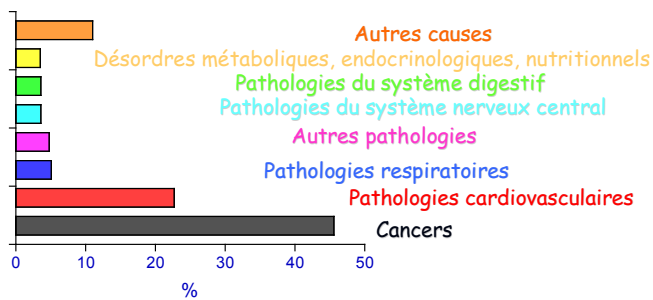 Autres causes
Désordres métaboliques, endocrinologiques, nutritionnels
Pathologies du système digestif
Pathologies du système nerveux central
Autres pathologies
Pathologies respiratoires
Pathologies cardiovasculaires
Cancers
0 10 20 30 40 50
%